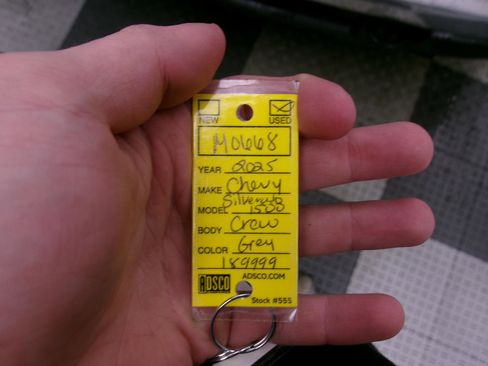 NEW USED
M0668
YEAR 2025
MAKE Chevy
MODEL Silverado 1500
BODY Crew
COLOR Grey
189999
ADSCO ADSCO.COM
Stock #555